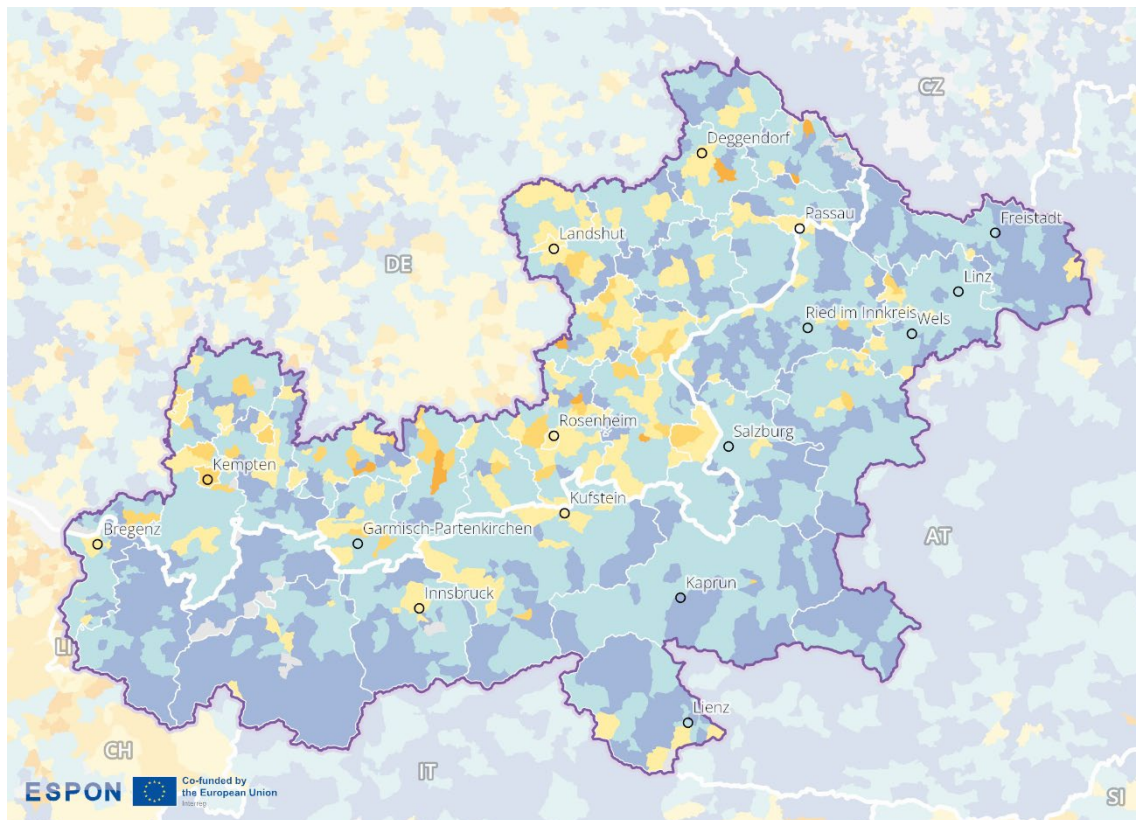 CZ
Deggendorf
Passau
Freistadt
Landshut
DE
Linz
Ried im Innkreis
Wels
Rosenheim
Salzburg
Kempten
Kufstein
Bregenz
Garmisch-Partenkirchen
AT
Kaprun
Innsbruck
LI
Lienz
CH
IT
ESPON
Co-funded by
the European Union
Interreg
SI